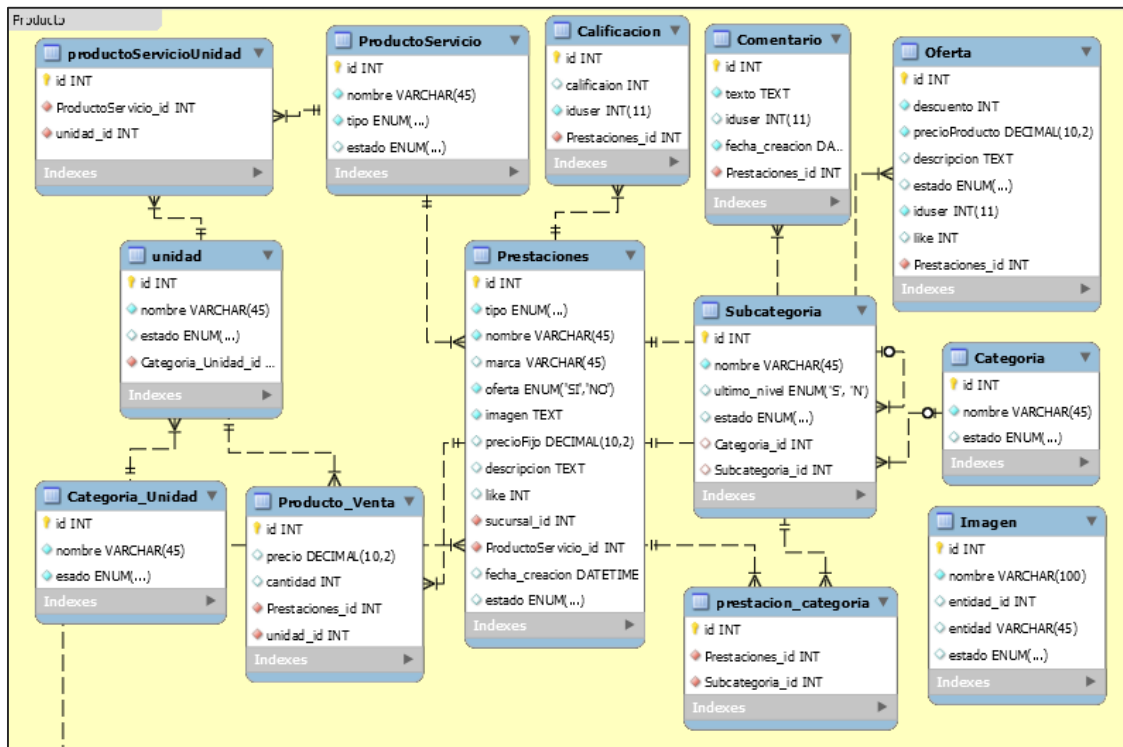 Producto
productoServicioUnidad
id INT
ProductoServicio_id INT
unidad_id INT
Indexes
ProductoServicio
id INT
nombre VARCHAR(45)
tipo ENUM(...)
estado ENUM(...)
Indexes
Calificacion
id INT
calificaion INT
iduser INT(11)
Prestaciones_id INT
Indexes
Comentario
id INT
texto TEXT
iduser INT(11)
fecha_creacion DA...
Prestaciones_id INT
Indexes
Oferta
id INT
descuento INT
precioProducto DECIMAL(10,2)
descripcion TEXT
estado ENUM(...)
iduser INT(11)
like INT
Prestaciones_id INT
Indexes
unidad
id INT
nombre VARCHAR(45)
estado ENUM(...)
Categoria_Unidad_id ...
Indexes
Prestaciones
id INT
tipo ENUM(...)
nombre VARCHAR(45)
marca VARCHAR(45)
oferta ENUM('SI','NO')
imagen TEXT
precioFijo DECIMAL(10,2)
descripcion TEXT
like INT
sucursal_id INT
ProductoServicio_id INT
fecha_creacion DATETIME
estado ENUM(...)
Indexes
Subcategoria
id INT
nombre VARCHAR(45)
ultimo_nivel ENUM('S', 'N')
estado ENUM(...)
Categoria_id INT
Subcategoria_id INT
Indexes
Categoria
id INT
nombre VARCHAR(45)
estado ENUM(...)
Indexes
Categoria_Unidad
id INT
nombre VARCHAR(45)
esado ENUM(...)
Indexes
Producto_Venta
id INT
precio DECIMAL(10,2)
cantidad INT
Prestaciones_id INT
unidad_id INT
Indexes
prestacion_categoria
id INT
Prestaciones_id INT
Subcategoria_id INT
Indexes
Imagen
id INT
nombre VARCHAR(100)
entidad_id INT
entidad VARCHAR(45)
estado ENUM(...)
Indexes